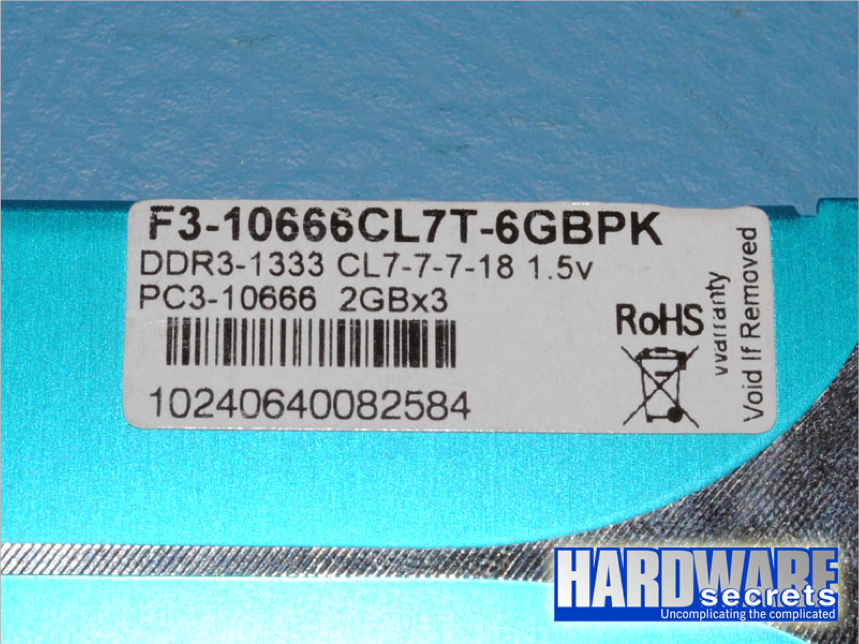 F3-10666CL7T-6GBPK
DDR3-1333 CL7-7-7-18 1.5v
PC3-10666 2GBx3
10240640082584
RoHS
warranty
Void If Removed
HARDWARE
secrets
Uncomplicating the complicated